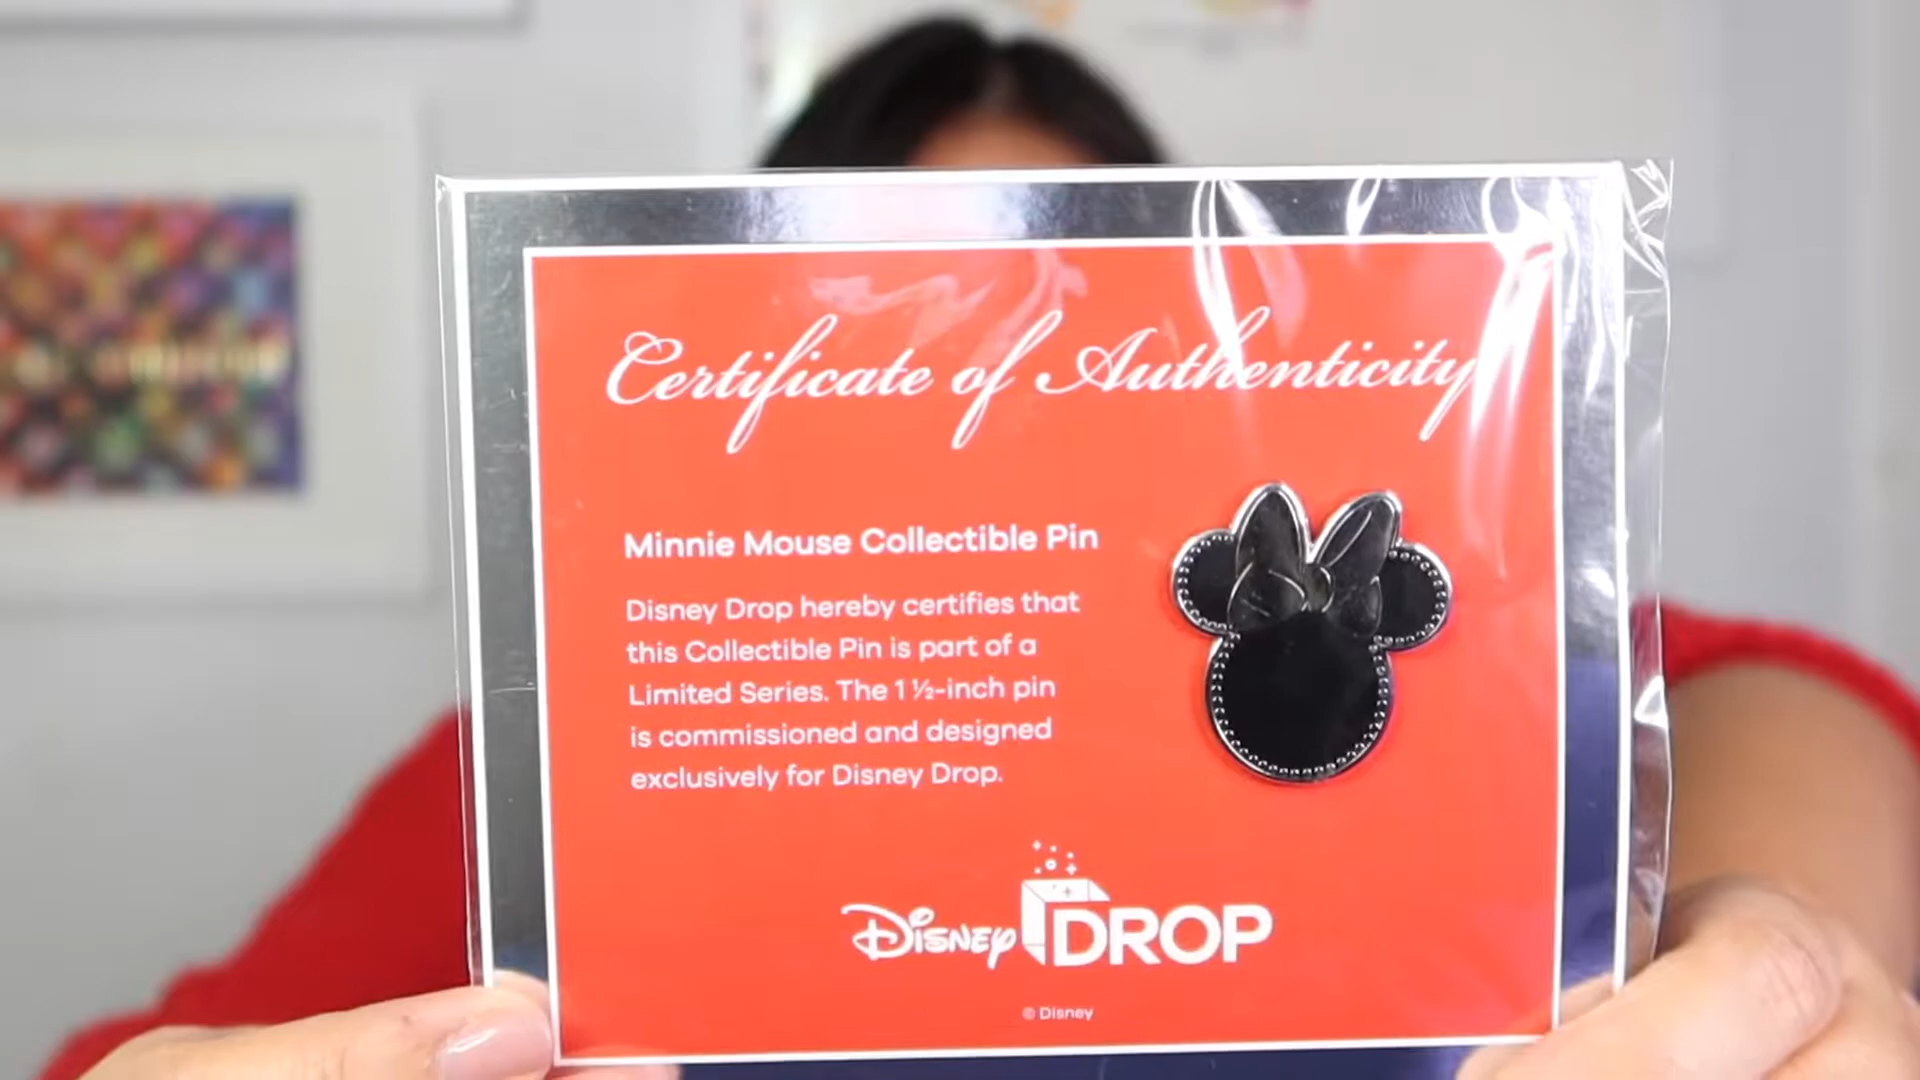 Certificate of Authenticity
Minnie Mouse Collectible Pin
Disney Drop hereby certifies that
this Collectible Pin is part of a
Limited Series. The 1 ½-inch pin
is commissioned and designed
exclusively for Disney Drop.
Disney DROP
© Disney